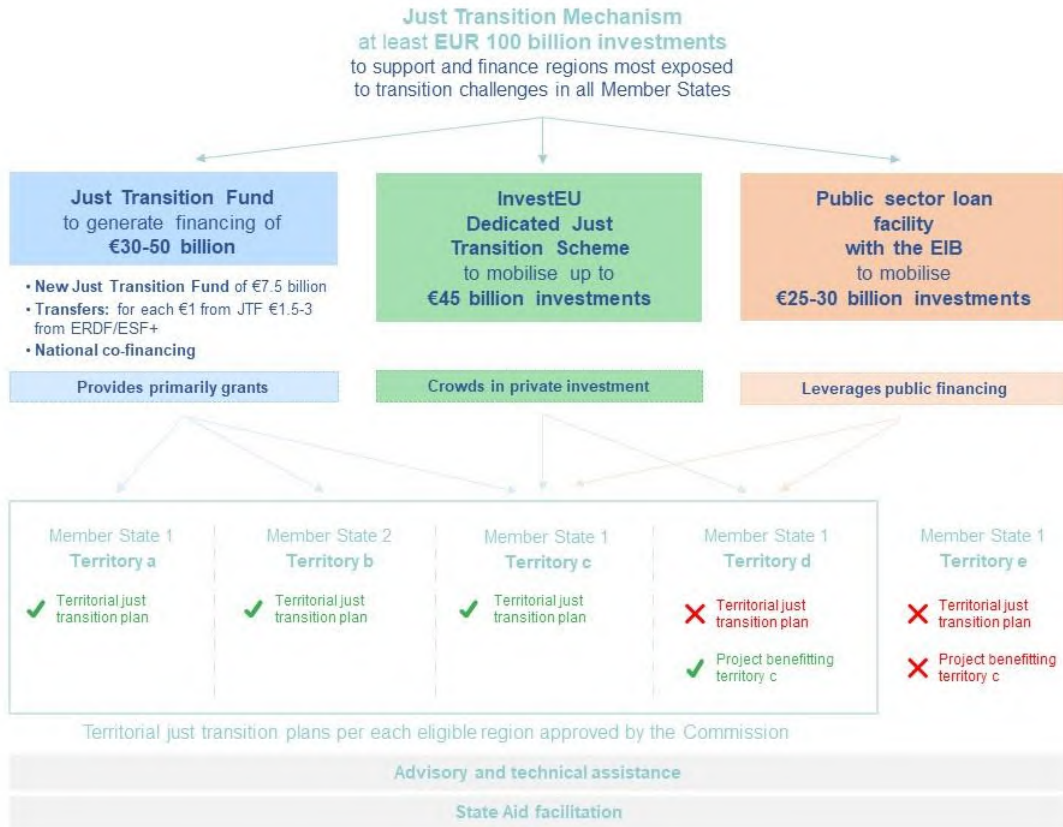 Just Transition Mechanism
at least EUR 100 billion investments
to support and finance regions most exposed
to transition challenges in all Member States
Just Transition Fund
to generate financing of
€30-50 billion
• New Just Transition Fund of €7.5 billion
• Transfers: for each €1 from JTF €1.5-3
from ERDF/ESF+
• National co-financing
Provides primarily grants
InvestEU
Dedicated Just
Transition Scheme
to mobilise up to
€45 billion investments
Crowds in private investment
Public sector loan
facility
with the EIB
to mobilise
€25-30 billion investments
Leverages public financing
Member State 1
Territory a
Territorial just
transition plan
Member State 2
Territory b
Territorial just
transition plan
Member State 1
Territory c
Territorial just
transition plan
Member State 1
Territory d
Territorial just
transition plan
Project benefitting
territory c
Member State 1
Territory e
Territorial just
transition plan
Project benefitting
territory c
Territorial just transition plans per each eligible region approved by the Commission
Advisory and technical assistance
State Aid facilitation